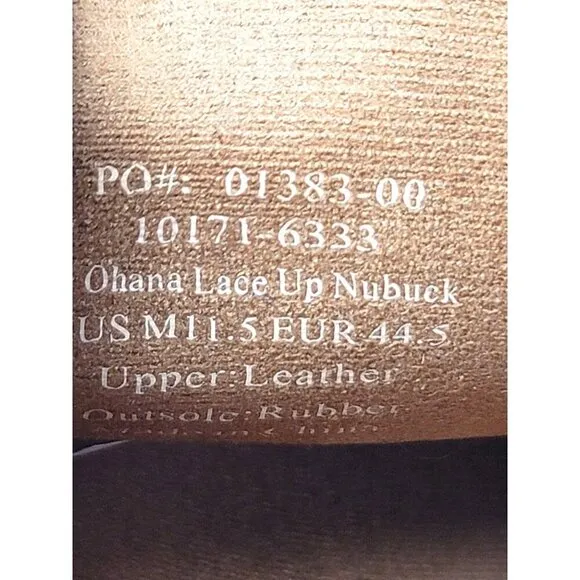 PO#: 01383-00
10171-6333
Ohana Lace Up Nubuck
US M11.5 EUR 44.5
Upper: Leather
Outsole: Rubber
China